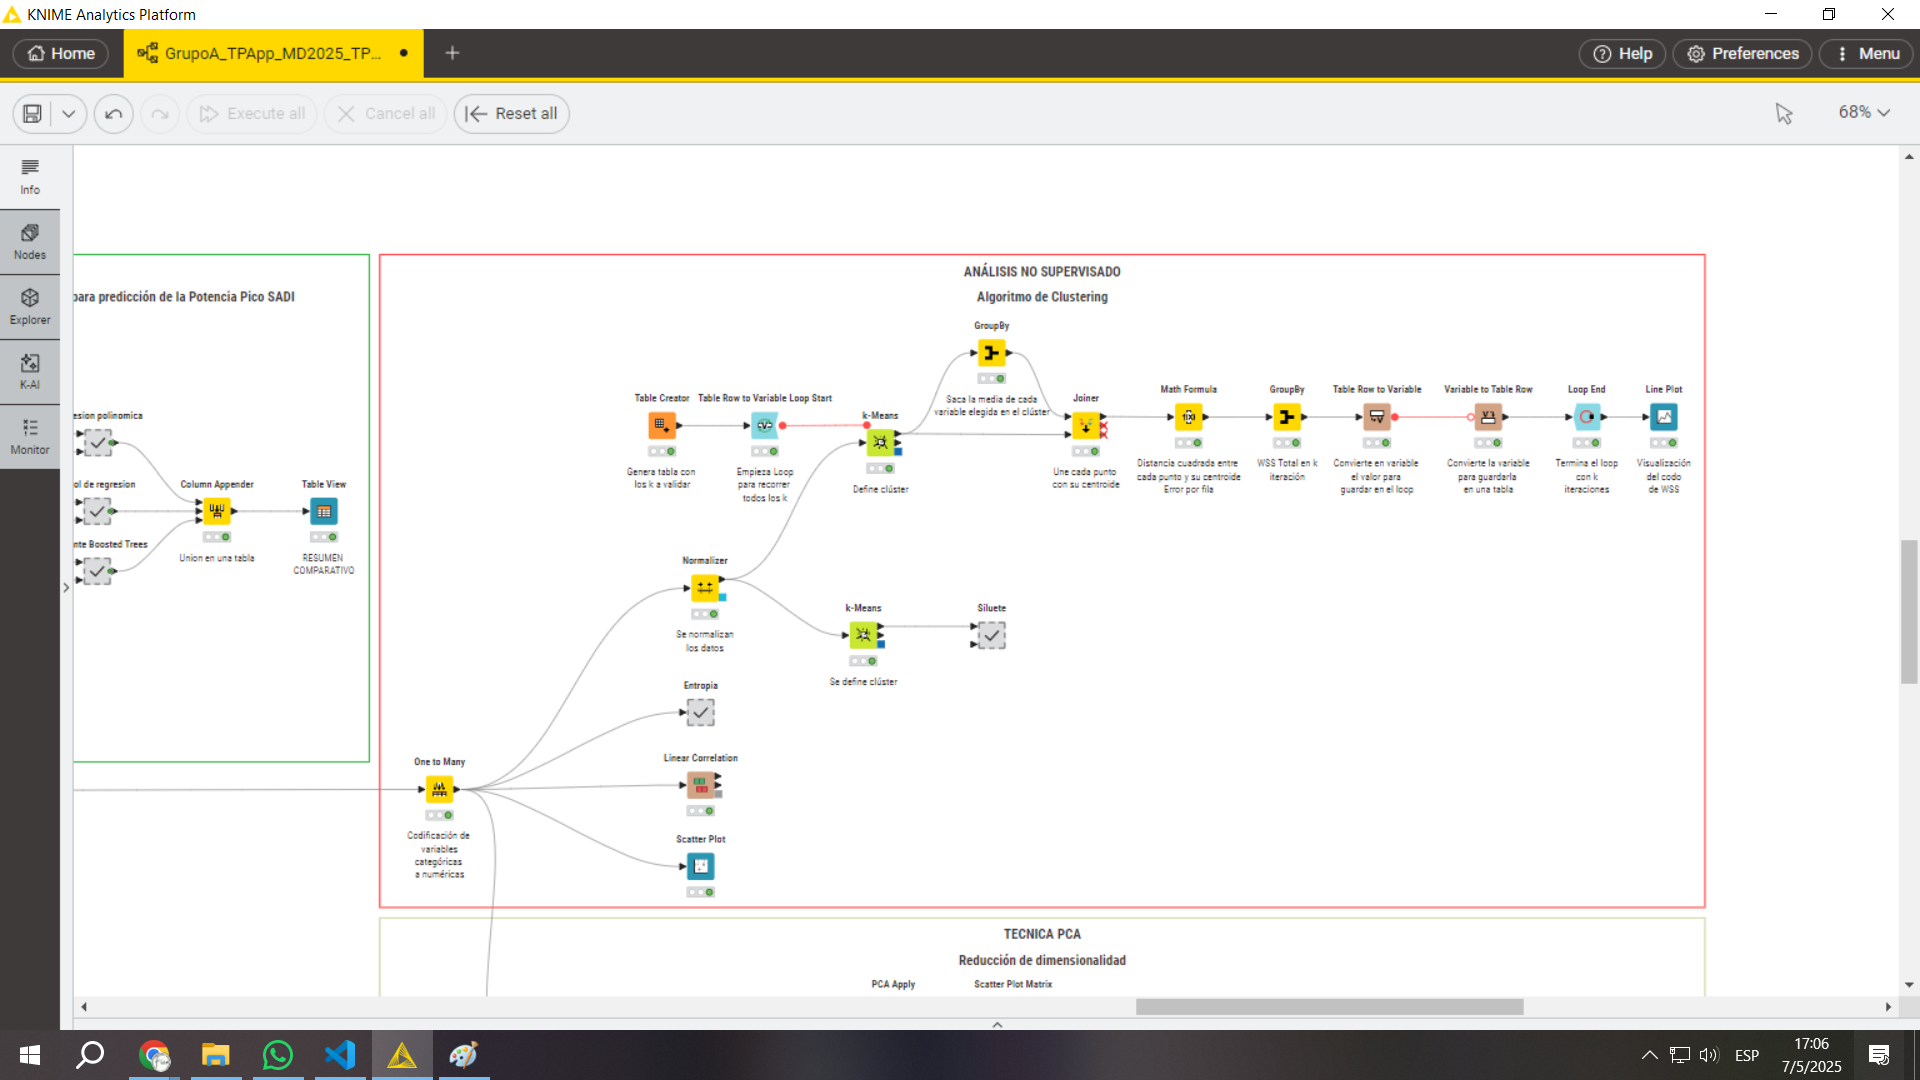 KNIME Analytics Platform
Home
GrupoA_TPApp_MD2025_TP...
Help
Preferences
Menu
Execute all
Cancel all
Reset all
68%
Info
Nodes
Explorer
K-AI
Monitor
para predicción de la Potencia Pico SADI
esion polinomica
ol de regresion
nte Boosted Trees
Column Appender
Union en una tabla
Table View
RESUMEN
COMPARATIVO
ANÁLISIS NO SUPERVISADO
Algoritmo de Clustering
GroupBy
Saca la media de cada
variable elegida en el clúster
Table Creator
Genera tabla con
los k a validar
Table Row to Variable Loop Start
Empieza Loop
para recorrer
todos los k
k-Means
Define clúster
Joiner
Une cada punto
con su centroide
Math Formula
Distancia cuadrada entre
cada punto y su centroide
Error por fila
GroupBy
WSS Total en k
iteración
Table Row to Variable
Convierte en variable
el valor para
guardar en el loop
Variable to Table Row
Convierte la variable
para guardarla
en una tabla
Loop End
Termina el loop
con k
iteraciones
Line Plot
Visualización
del codo
de WSS
Normalizer
Se normalizan
los datos
k-Means
Se define clúster
Siluete
Entropia
Linear Correlation
Scatter Plot
One to Many
Codificación de
variables
categóricas
a numéricas
TECNICA PCA
Reducción de dimensionalidad
PCA Apply
Scatter Plot Matrix
ESP
17:06
7/5/2025